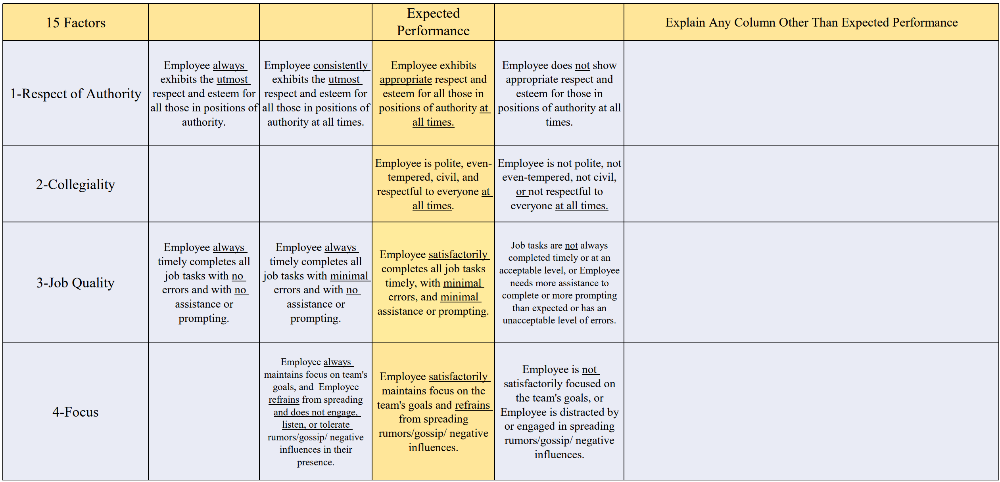 15 Factors
Expected
Performance
Explain Any Column Other Than Expected Performance
1-Respect of Authority
Employee always
exhibits the utmost
respect and esteem for
all those in positions of
authority.
Employee consistently
exhibits the utmost
respect and esteem for
all those in positions of
authority at all times.
Employee exhibits
appropriate respect and
esteem for all those in
positions of authority at
all times.
Employee does not show
appropriate respect and
esteem for those in
positions of authority at all
times.
2-Collegiality
Employee is polite, even-
tempered, civil, and
respectful to everyone at
all times.
Employee is not polite, not
even-tempered, not civil,
or not respectful to
everyone at all times.
3-Job Quality
Employee always
timely completes all
job tasks with no
errors and with no
assistance or
prompting.
Employee always
timely completes all
job tasks with minimal
errors and with no
assistance or
prompting.
Employee satisfactorily
completes all job tasks
timely, with minimal
errors, and minimal
assistance or prompting.
Job tasks are not always
completed timely or at an
acceptable level, or Employee
needs more assistance to
complete or more prompting
than expected or has an
unacceptable level of errors.
4-Focus
Employee always
maintains focus on team's
goals, and  Employee
refrains from spreading
and does not engage,
listen, or tolerate
rumors/gossip/ negative
influences in their
presence.
Employee satisfactorily
maintains focus on the
team's goals and refrains
from spreading
rumors/gossip/ negative
influences.
Employee is not
satisfactorily focused on
the team's goals, or
Employee is distracted by
or engaged in spreading
rumors/gossip/ negative
influences.